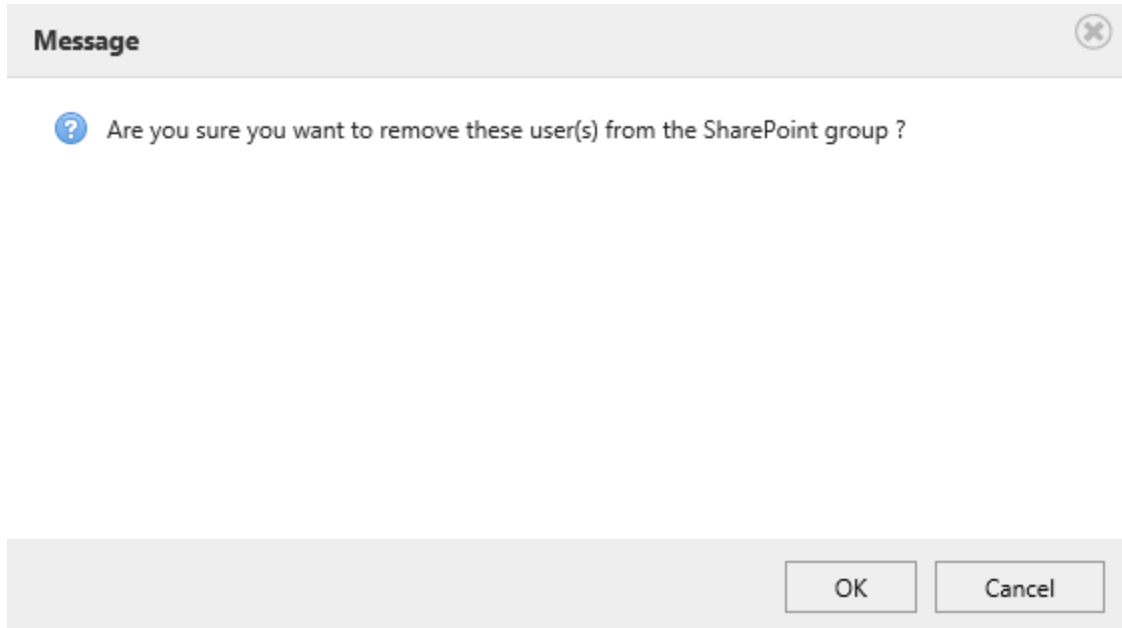 Message
Are you sure you want to remove these user(s) from the SharePoint group ?
OK
Cancel